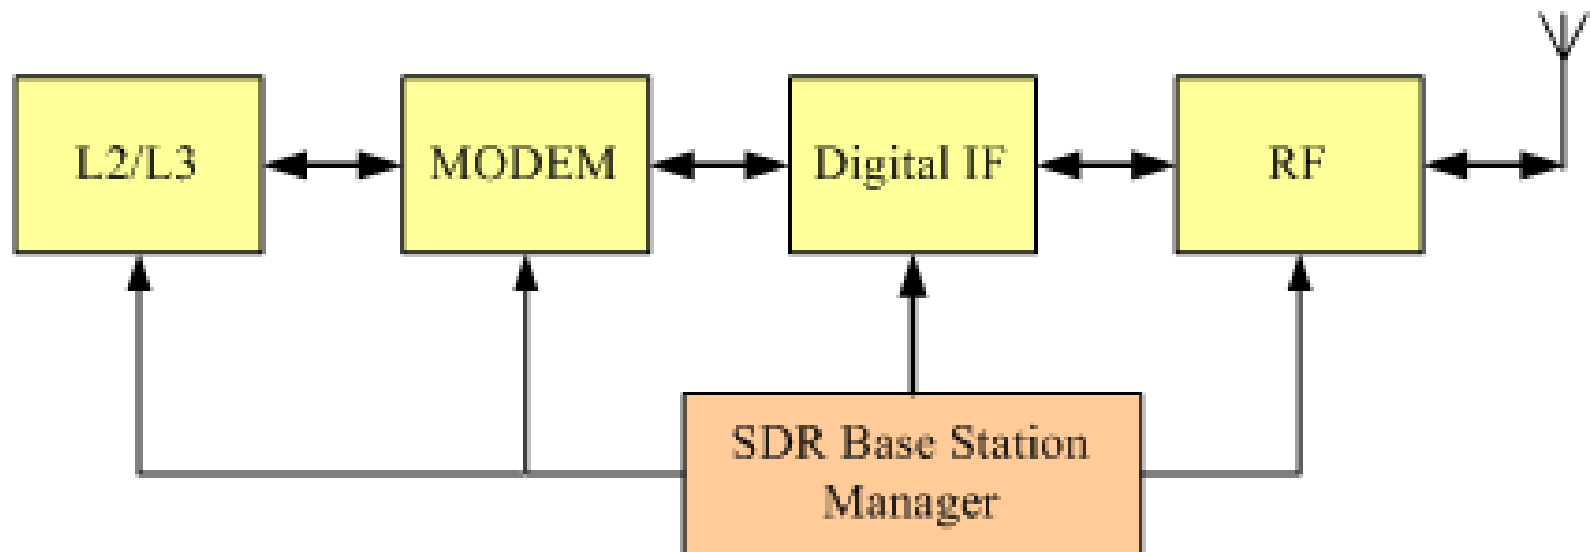 L2/L3
MODEM
Digital IF
RF
SDR Base Station
Manager